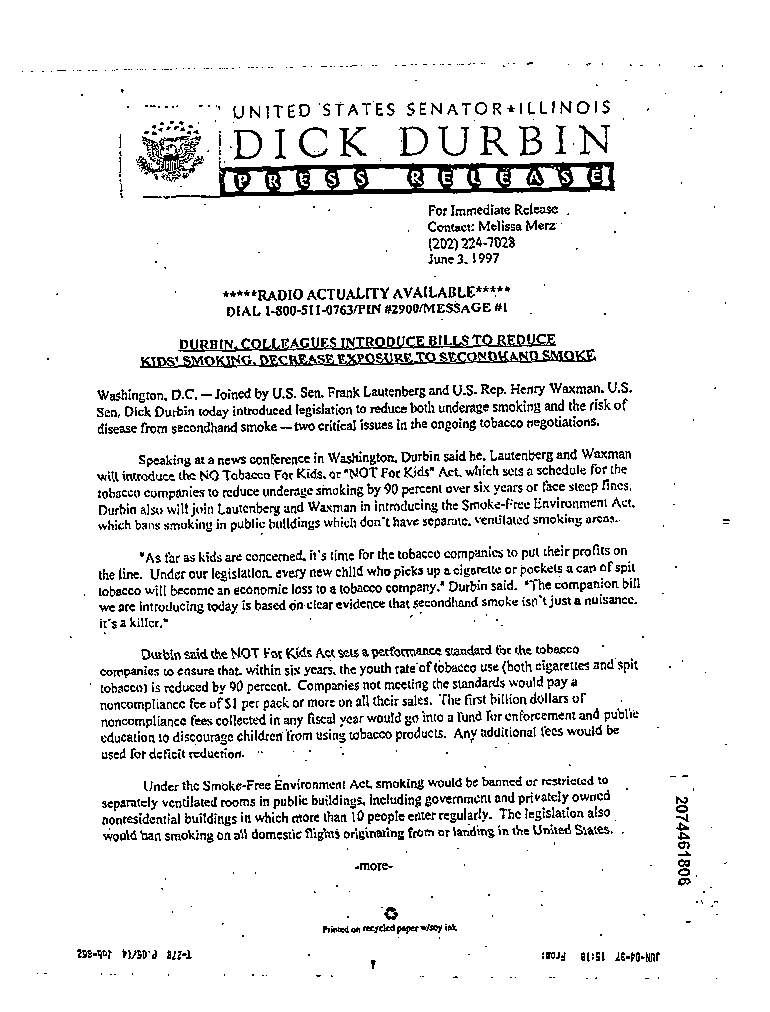 UNITED STATES SENATOR★ILLINOIS
DICK DURBIN
PRESS RELEASE
For Immediate Release
Contact: Melissa Merz
(202) 224-7028
June 3, 1997
*****RADIO ACTUALITY AVAILABLE*****
DIAL 1-800-511-0763/PIN #2900/MESSAGE #1
DURBIN, COLLEAGUES INTRODUCE BILLS TO REDUCE
KIDS' SMOKING, DECREASE EXPOSURE TO SECONDHAND SMOKE
Washington, D.C. — Joined by U.S. Sen. Frank Lautenberg and U.S. Rep. Henry Waxman, U.S.
Sen. Dick Durbin today introduced legislation to reduce both underage smoking and the risk of
disease from secondhand smoke — two critical issues in the ongoing tobacco negotiations.
Speaking at a news conference in Washington, Durbin said he, Lautenberg and Waxman
will introduce the NO Tobacco For Kids, or "NOT For Kids" Act, which sets a schedule for the
tobacco companies to reduce underage smoking by 90 percent over six years or face steep fines.
Durbin also will join Lautenberg and Waxman in introducing the Smoke-Free Environment Act,
which bans smoking in public buildings which don't have separate, ventilated smoking areas.
"As far as kids are concerned, it's time for the tobacco companies to put their profits on
the line. Under our legislation, every new child who picks up a cigarette or pockets a can of spit
tobacco will become an economic loss to a tobacco company," Durbin said. "The companion bill
we are introducing today is based on clear evidence that secondhand smoke isn't just a nuisance,
it's a killer."
Durbin said the NOT For Kids Act sets a performance standard for the tobacco
companies to ensure that, within six years, the youth rate of tobacco use (both cigarettes and spit
tobacco) is reduced by 90 percent. Companies not meeting the standards would pay a
noncompliance fee of $1 per pack or more on all their sales. The first billion dollars of
noncompliance fees collected in any fiscal year would go into a fund for enforcement and public
education to discourage children from using tobacco products. Any additional fees would be
used for deficit reduction.
Under the Smoke-Free Environment Act, smoking would be banned or restricted to
separately ventilated rooms in public buildings, including government and privately owned
nonresidential buildings in which more than 10 people enter regularly. The legislation also
would ban smoking on all domestic flights originating from or landing in the United States.
-more-
Printed on recycled paper w/soy ink
2074461806
JUN-04-97 15:18 From:
T-278 P.05/14 Job-862